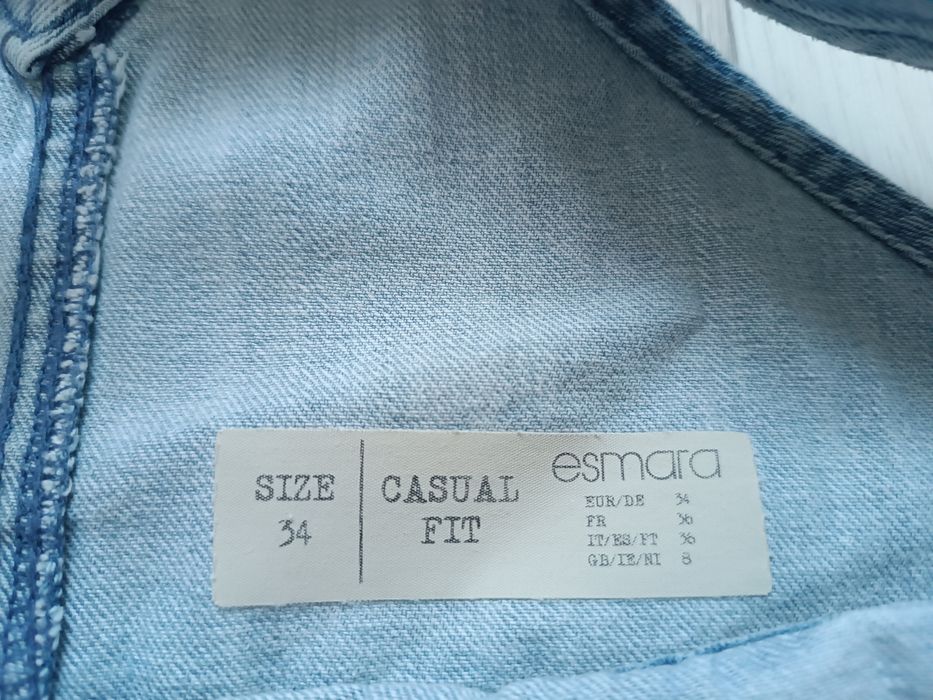 SIZE
34
CASUAL
FIT
esmara
EUR/DE 34
FR 36
IT/ES/PT 36
GB/IE/NI 8